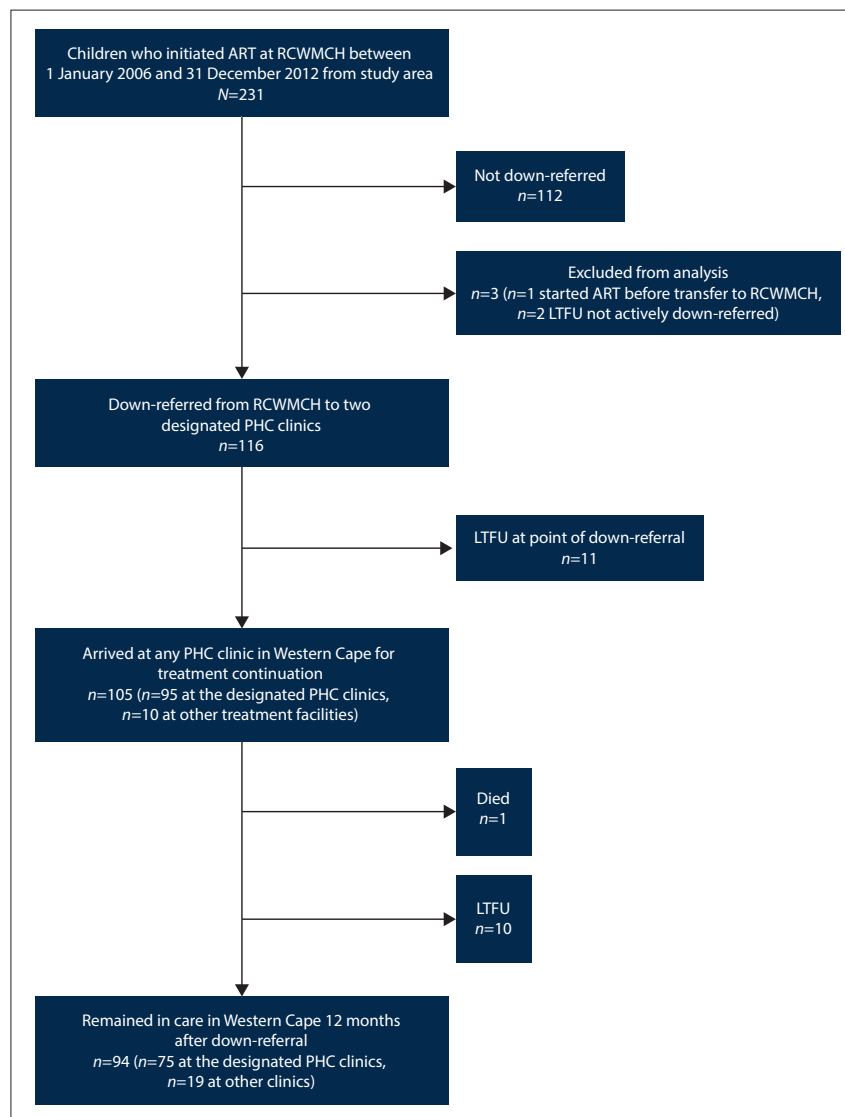 Children who initiated ART at RCWMCH between
1 January 2006 and 31 December 2012 from study area
N=231
Not down-referred
n=112
Excluded from analysis
n=3 (n=1 started ART before transfer to RCWMCH,
n=2 LTFU not actively down-referred)
Down-referred from RCWMCH to two
designated PHC clinics
n=116
LTFU at point of down-referral
n=11
Arrived at any PHC clinic in Western Cape for
treatment continuation
n=105 (n=95 at the designated PHC clinics,
n=10 at other treatment facilities)
Died
n=1
LTFU
n=10
Remained in care in Western Cape 12 months
after down-referral
n=94 (n=75 at the designated PHC clinics,
n=19 at other clinics)